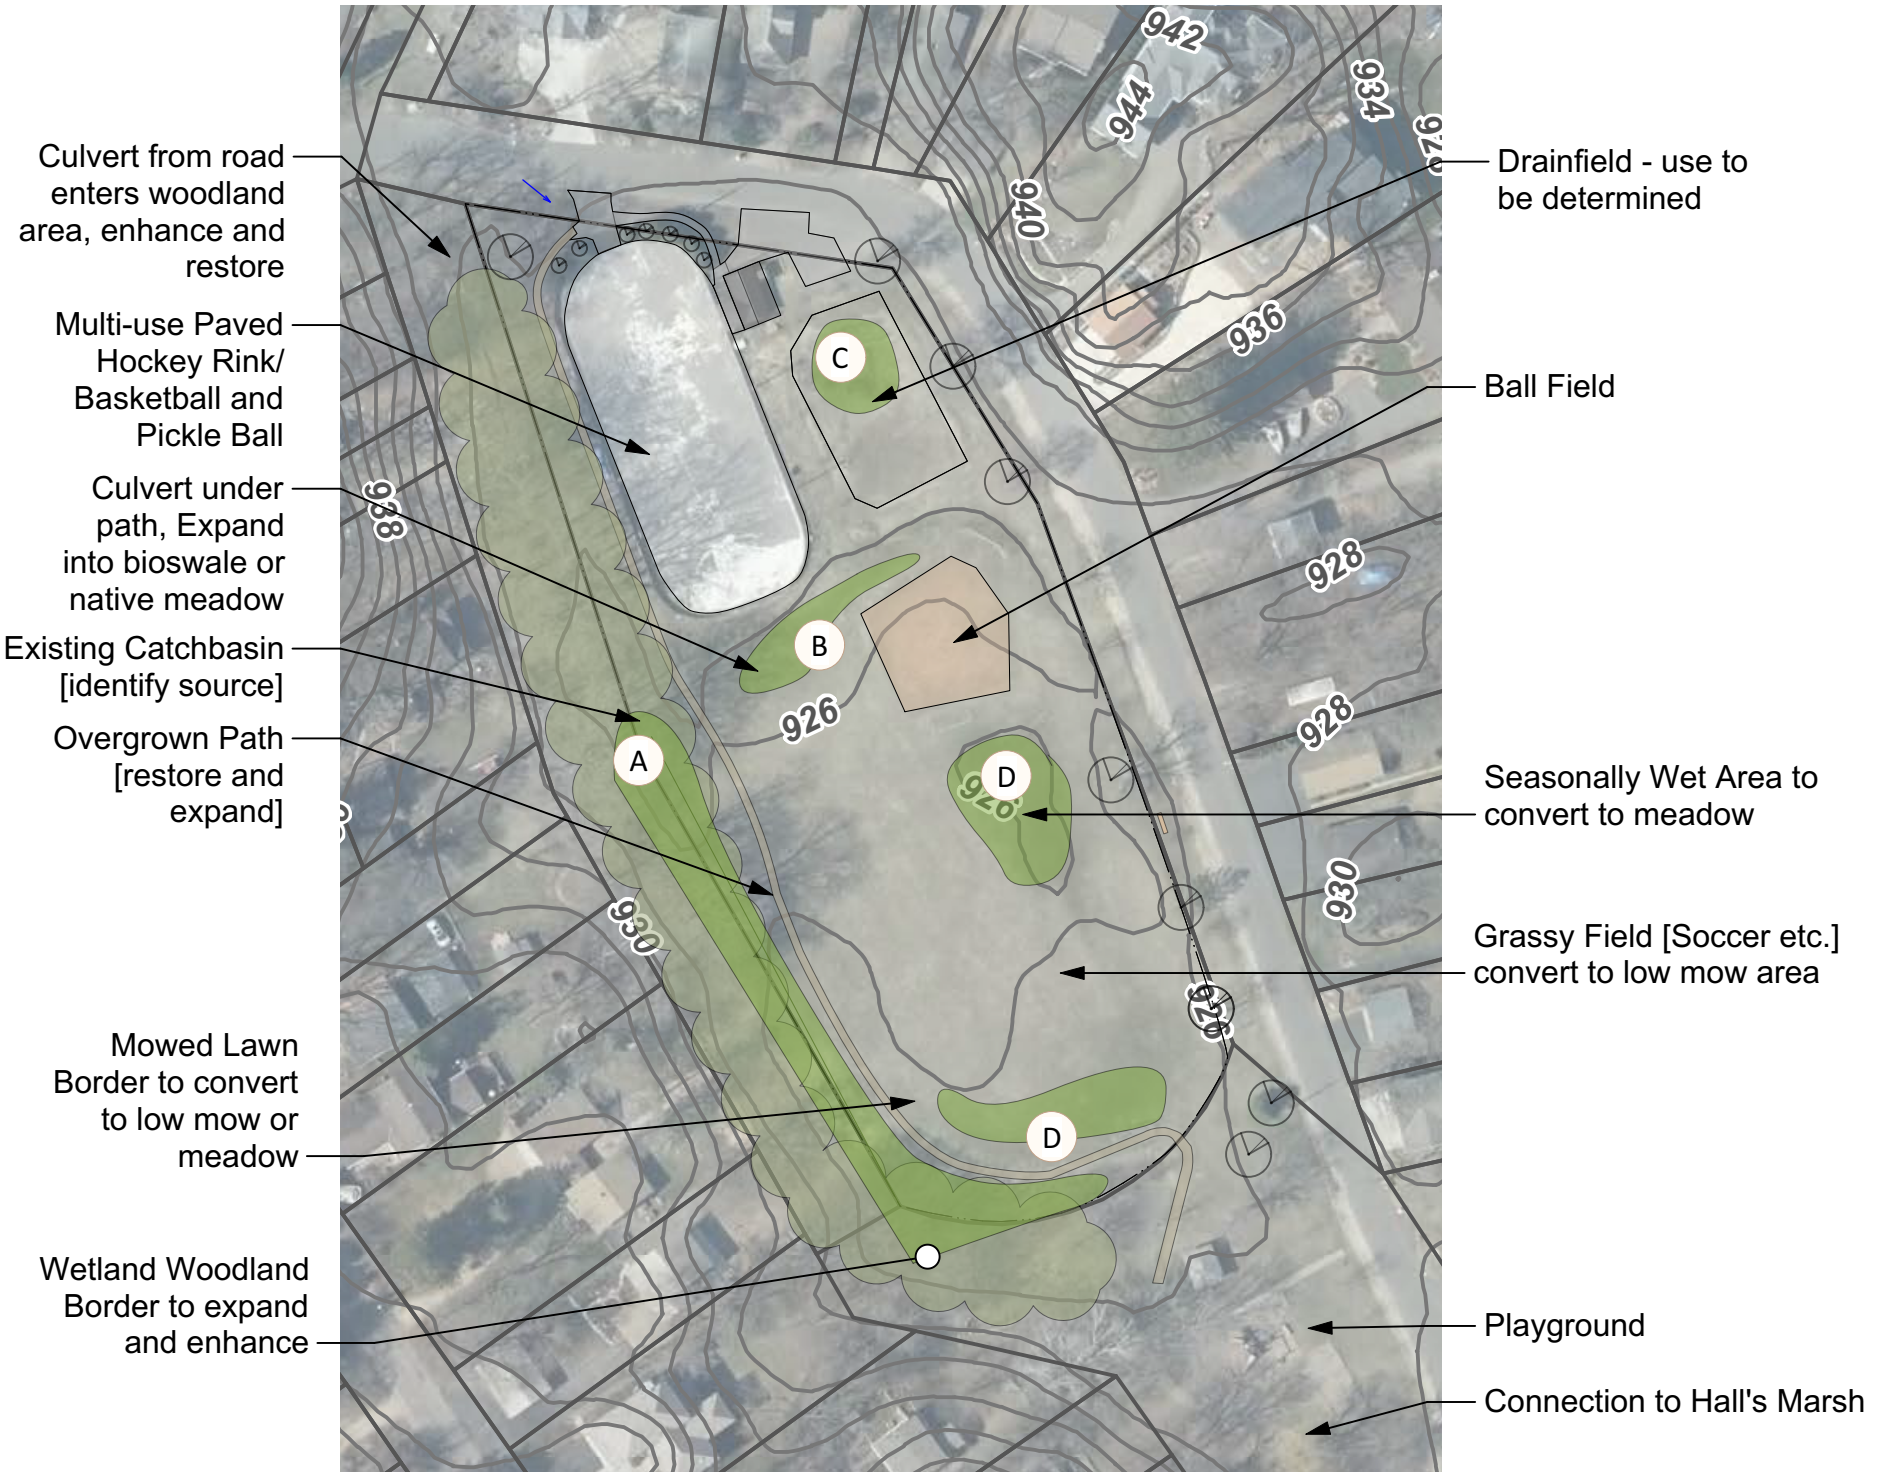 Culvert from road
enters woodland
area, enhance and
restore
Multi-use Paved
Hockey Rink/
Basketball and
Pickle Ball
Culvert under
path, Expand
into bioswale or
native meadow
Existing Catchbasin
[identify source]
Overgrown Path
[restore and
expand]
Mowed Lawn
Border to convert
to low mow or
meadow
Wetland Woodland
Border to expand
and enhance
942
944
934
940
936
938
928
928
926
926
930
930
926
A
B
C
D
D
Drainfield - use to
be determined
Ball Field
Seasonally Wet Area to
convert to meadow
Grassy Field [Soccer etc.]
convert to low mow area
Playground
Connection to Hall's Marsh